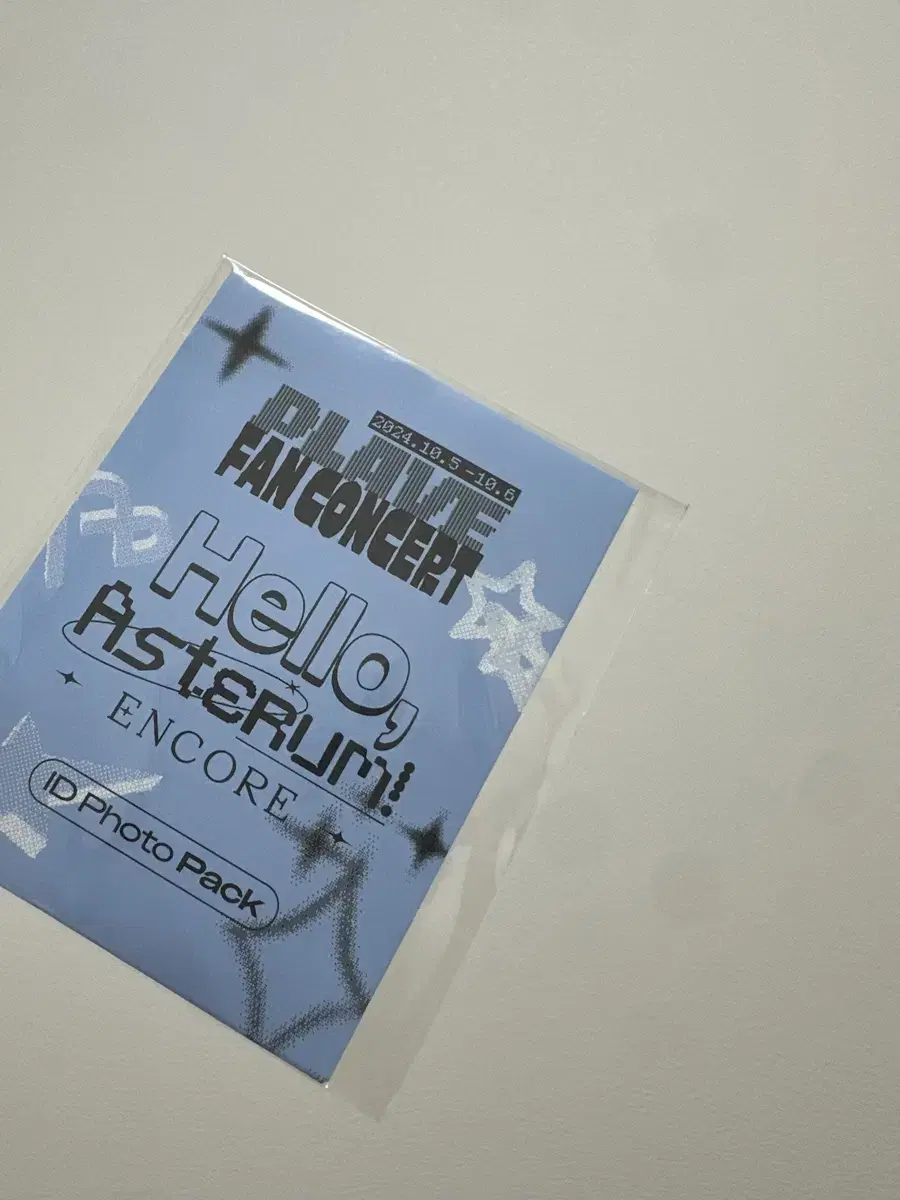 2024.10.5-10.6
PLAVE
FAN CONCERT
Hello,
Asterum!
ENCORE
ID Photo Pack